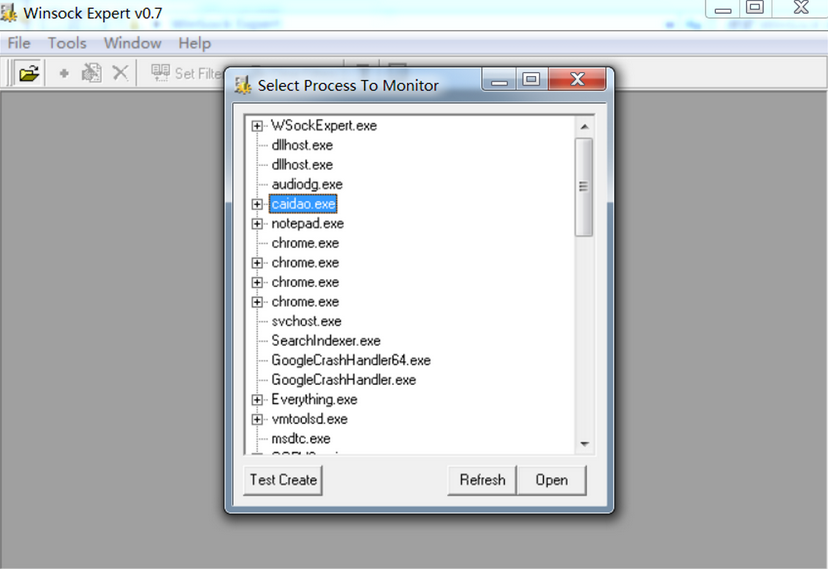 Winsock Expert v0.7
File Tools Window Help
Set Filter
Select Process To Monitor
WSockExpert.exe
dllhost.exe
dllhost.exe
audiodg.exe
caidao.exe
notepad.exe
chrome.exe
chrome.exe
chrome.exe
chrome.exe
svchost.exe
SearchIndexer.exe
GoogleCrashHandler64.exe
GoogleCrashHandler.exe
Everything.exe
vmtoolsd.exe
msdtc.exe
Test Create Refresh Open